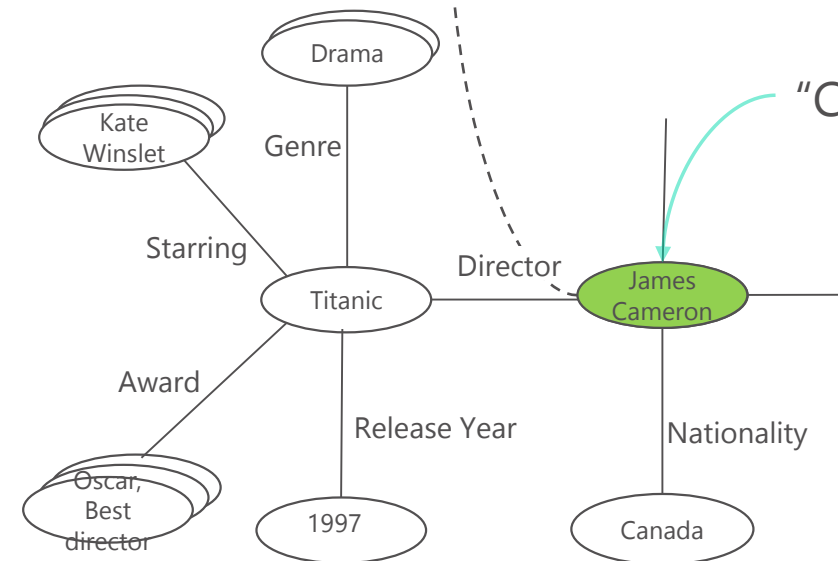 Drama
"C
Kate
Winslet
Genre
Starring
Director
James
Cameron
Titanic
Award
Release Year
Nationality
Oscar,
Best
director
1997
Canada